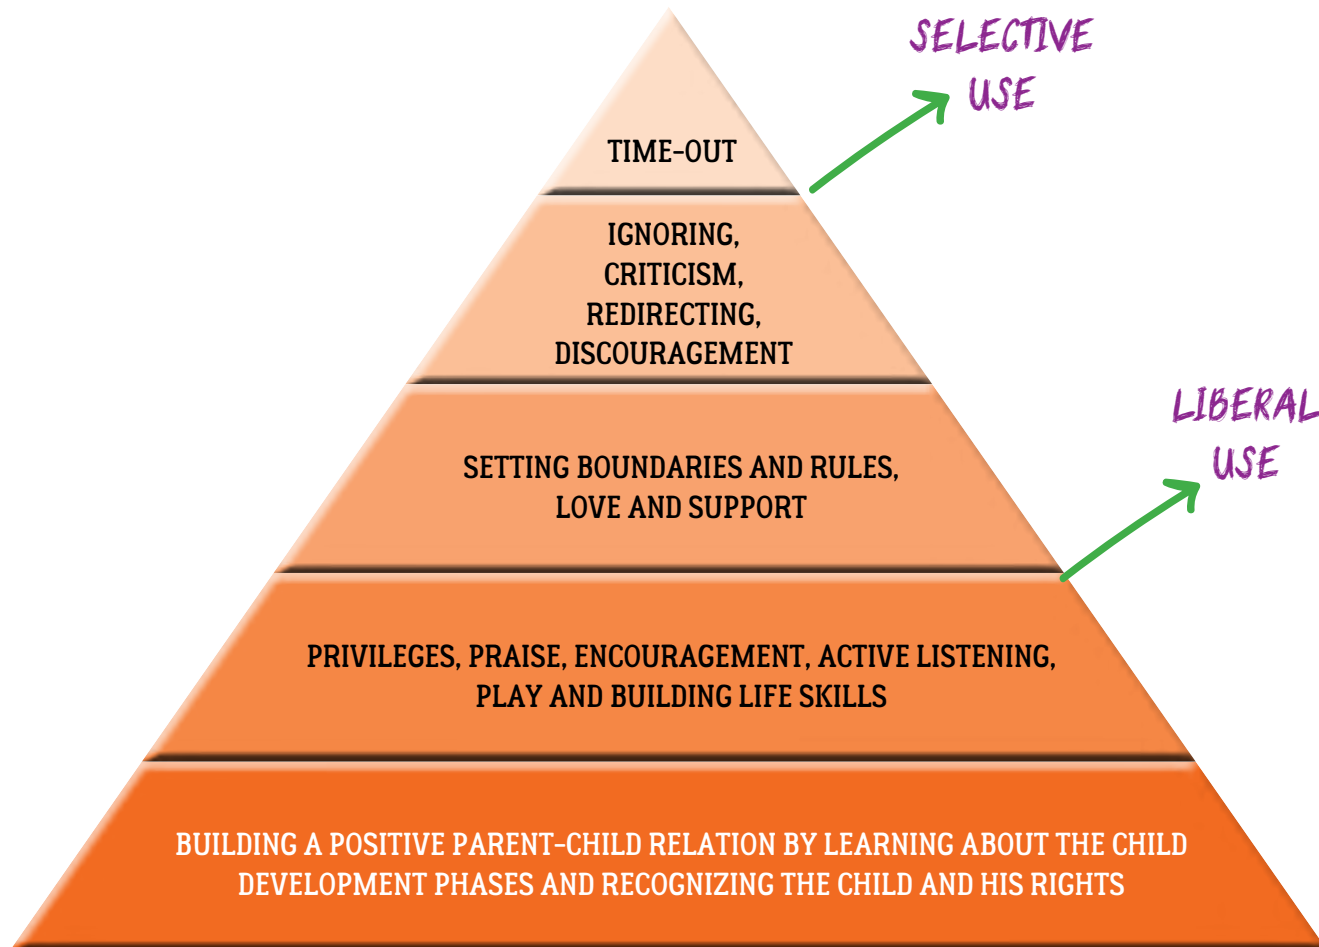 SELECTIVE
USE
TIME-OUT
IGNORING,
CRITICISM,
REDIRECTING,
DISCOURAGEMENT
LIBERAL
USE
SETTING BOUNDARIES AND RULES,
LOVE AND SUPPORT
PRIVILEGES, PRAISE, ENCOURAGEMENT, ACTIVE LISTENING,
PLAY AND BUILDING LIFE SKILLS
BUILDING A POSITIVE PARENT-CHILD RELATION BY LEARNING ABOUT THE CHILD
DEVELOPMENT PHASES AND RECOGNIZING THE CHILD AND HIS RIGHTS